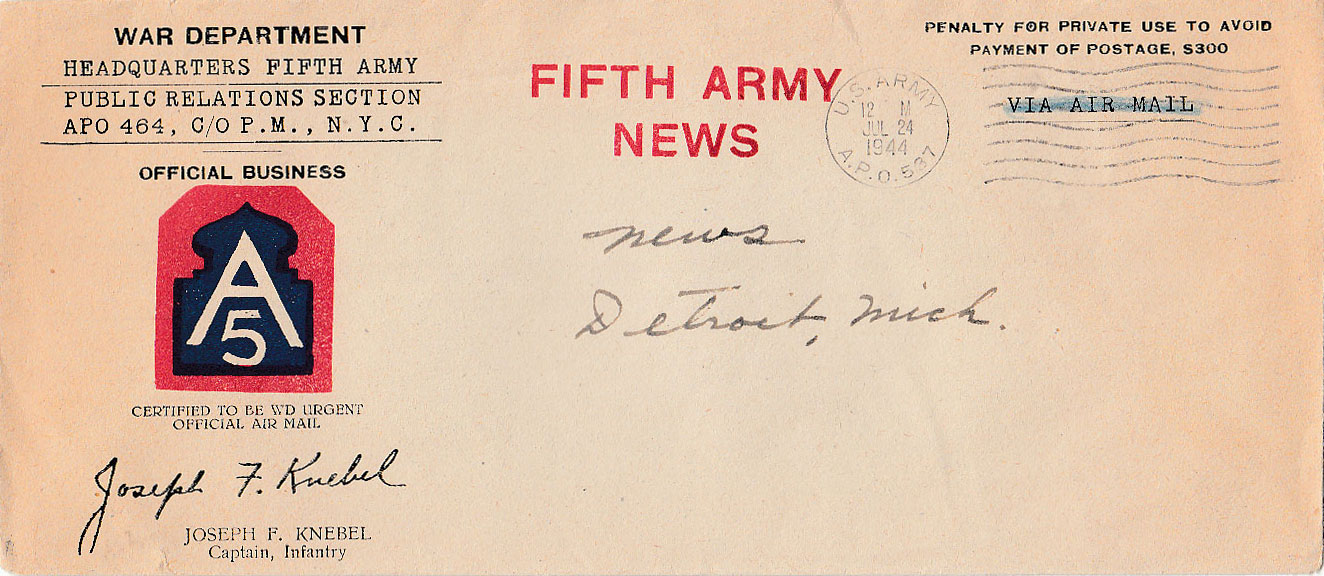 WAR DEPARTMENT
HEADQUARTERS FIFTH ARMY
PUBLIC RELATIONS SECTION
APO 464, C/O P.M., N.Y.C.
OFFICIAL BUSINESS
A
5
CERTIFIED TO BE WD URGENT
OFFICIAL AIR MAIL
Joseph F. Knebel
JOSEPH F. KNEBEL
Captain, Infantry
FIFTH ARMY
NEWS
U.S. ARMY
12 M
JUL 24
1944
A.P.O. 537
PENALTY FOR PRIVATE USE TO AVOID
PAYMENT OF POSTAGE, $300
VIA AIR MAIL
news
Detroit, Mich.